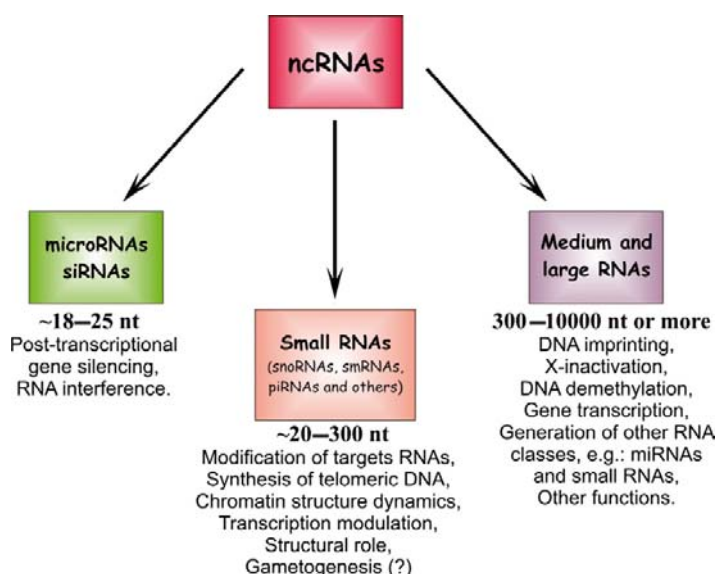 ncRNAs
microRNAs
siRNAs
~18–25 nt
Post-transcriptional
gene silencing,
RNA interference.
Small RNAs
(snoRNAs, smRNAs,
piRNAs and others)
~20–300 nt
Modification of targets RNAs,
Synthesis of telomeric DNA,
Chromatin structure dynamics,
Transcription modulation,
Structural role,
Gametogenesis (?)
Medium and
large RNAs
300–10000 nt or more
DNA imprinting,
X-inactivation,
DNA demethylation,
Gene transcription,
Generation of other RNA
classes, e.g.: miRNAs
and small RNAs,
Other functions.